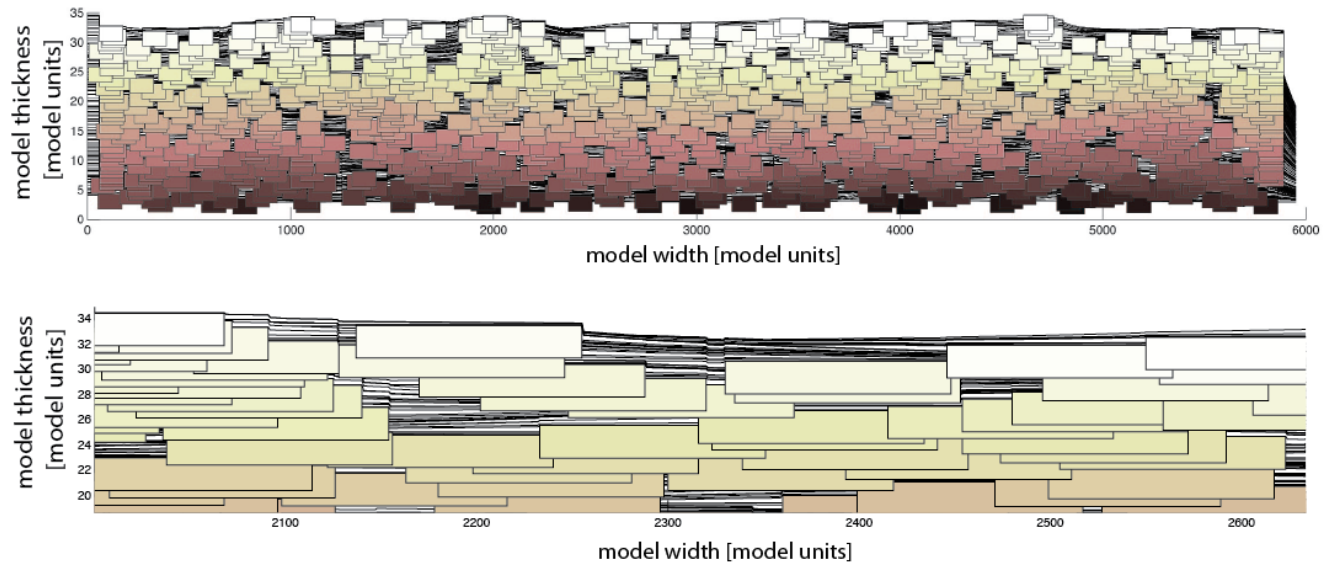 model thickness
[model units]
35
30
25
20
15
10
5
0
0 1000 2000 3000 4000 5000 6000
model width [model units]
model thickness
[model units]
34
32
30
28
26
24
22
20
2100 2200 2300 2400 2500 2600
model width [model units]